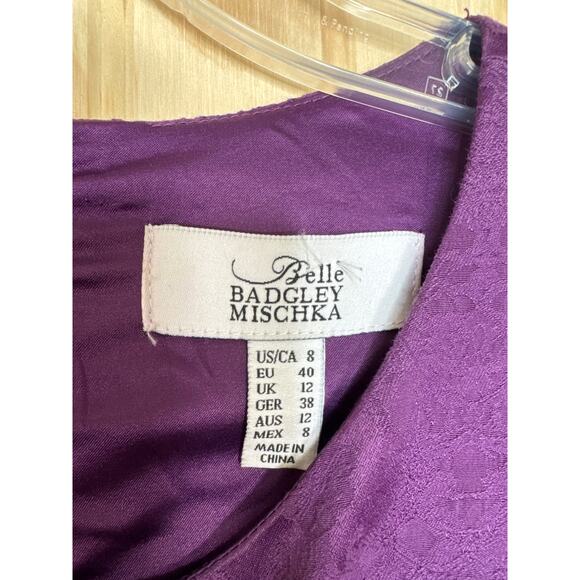 & Pending
Belle
BADGLEY
MISCHKA
US/CA 8
EU 40
UK 12
GER 38
AUS 12
MEX 8
MADE IN
CHINA